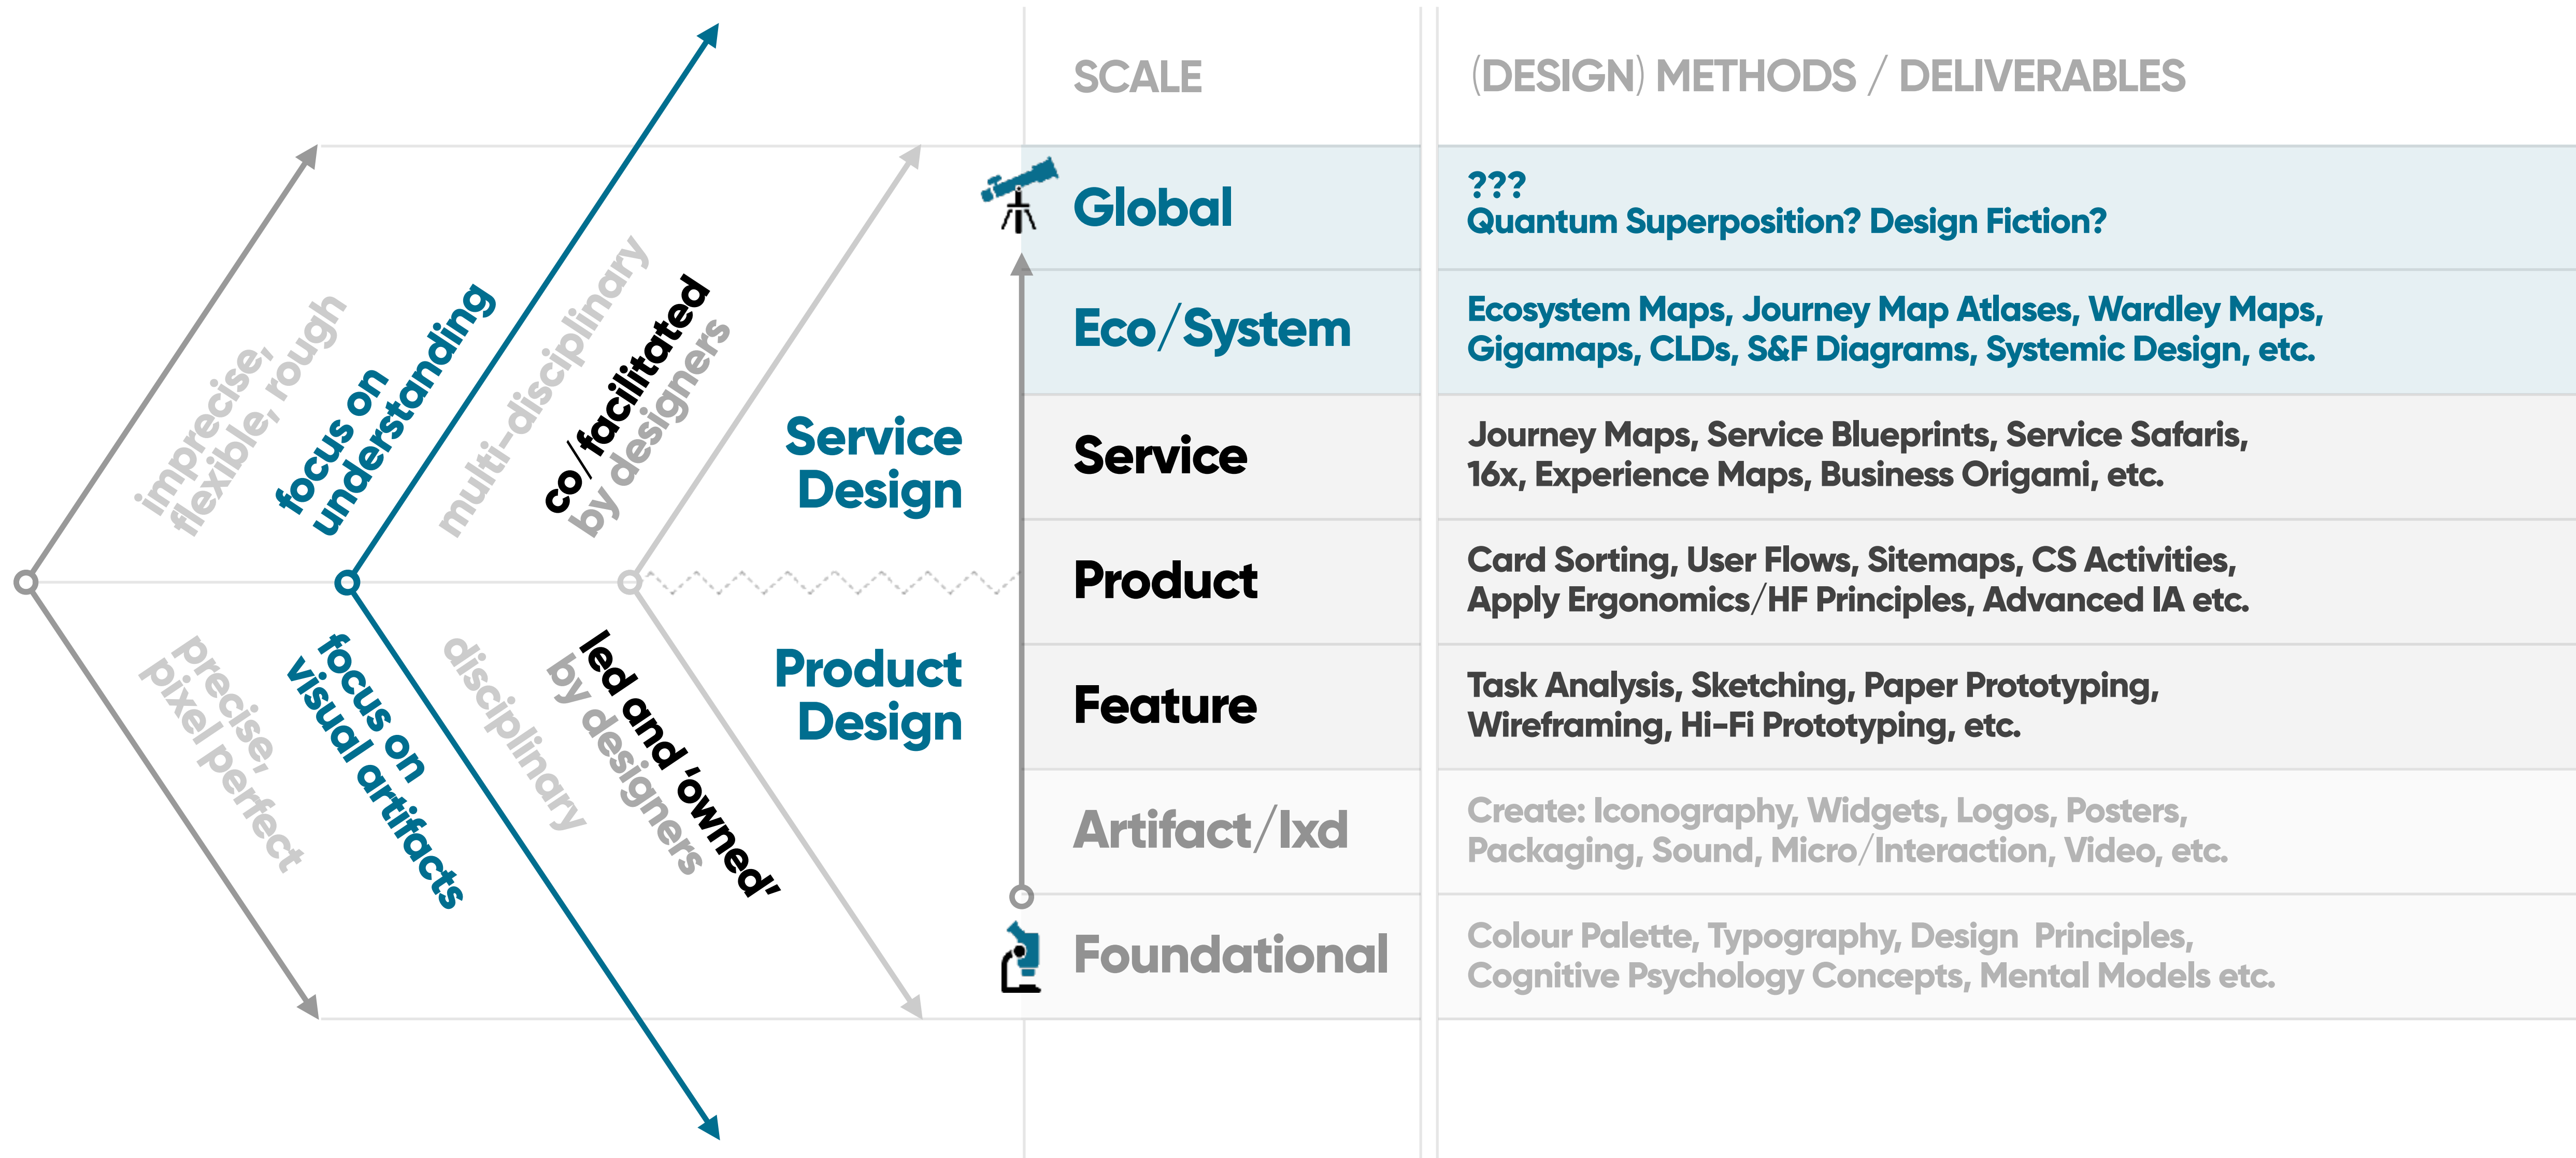 SCALE
(DESIGN) METHODS / DELIVERABLES
imprecise,
flexible, rough
focus on
understanding
multi-disciplinary
co/facilitated
by designers
Service
Design
precise,
pixel perfect
focus on
visual artifacts
disciplinary
led and ‘owned’
by designers
Product
Design
Global
???
Quantum Superposition? Design Fiction?
Eco/System
Ecosystem Maps, Journey Map Atlases, Wardley Maps,
Gigamaps, CLDs, S&F Diagrams, Systemic Design, etc.
Service
Journey Maps, Service Blueprints, Service Safaris,
16x, Experience Maps, Business Origami, etc.
Product
Card Sorting, User Flows, Sitemaps, CS Activities,
Apply Ergonomics/HF Principles, Advanced IA etc.
Feature
Task Analysis, Sketching, Paper Prototyping,
Wireframing, Hi-Fi Prototyping, etc.
Artifact/Ixd
Create: Iconography, Widgets, Logos, Posters,
Packaging, Sound, Micro/Interaction, Video, etc.
Foundational
Colour Palette, Typography, Design  Principles,
Cognitive Psychology Concepts, Mental Models etc.